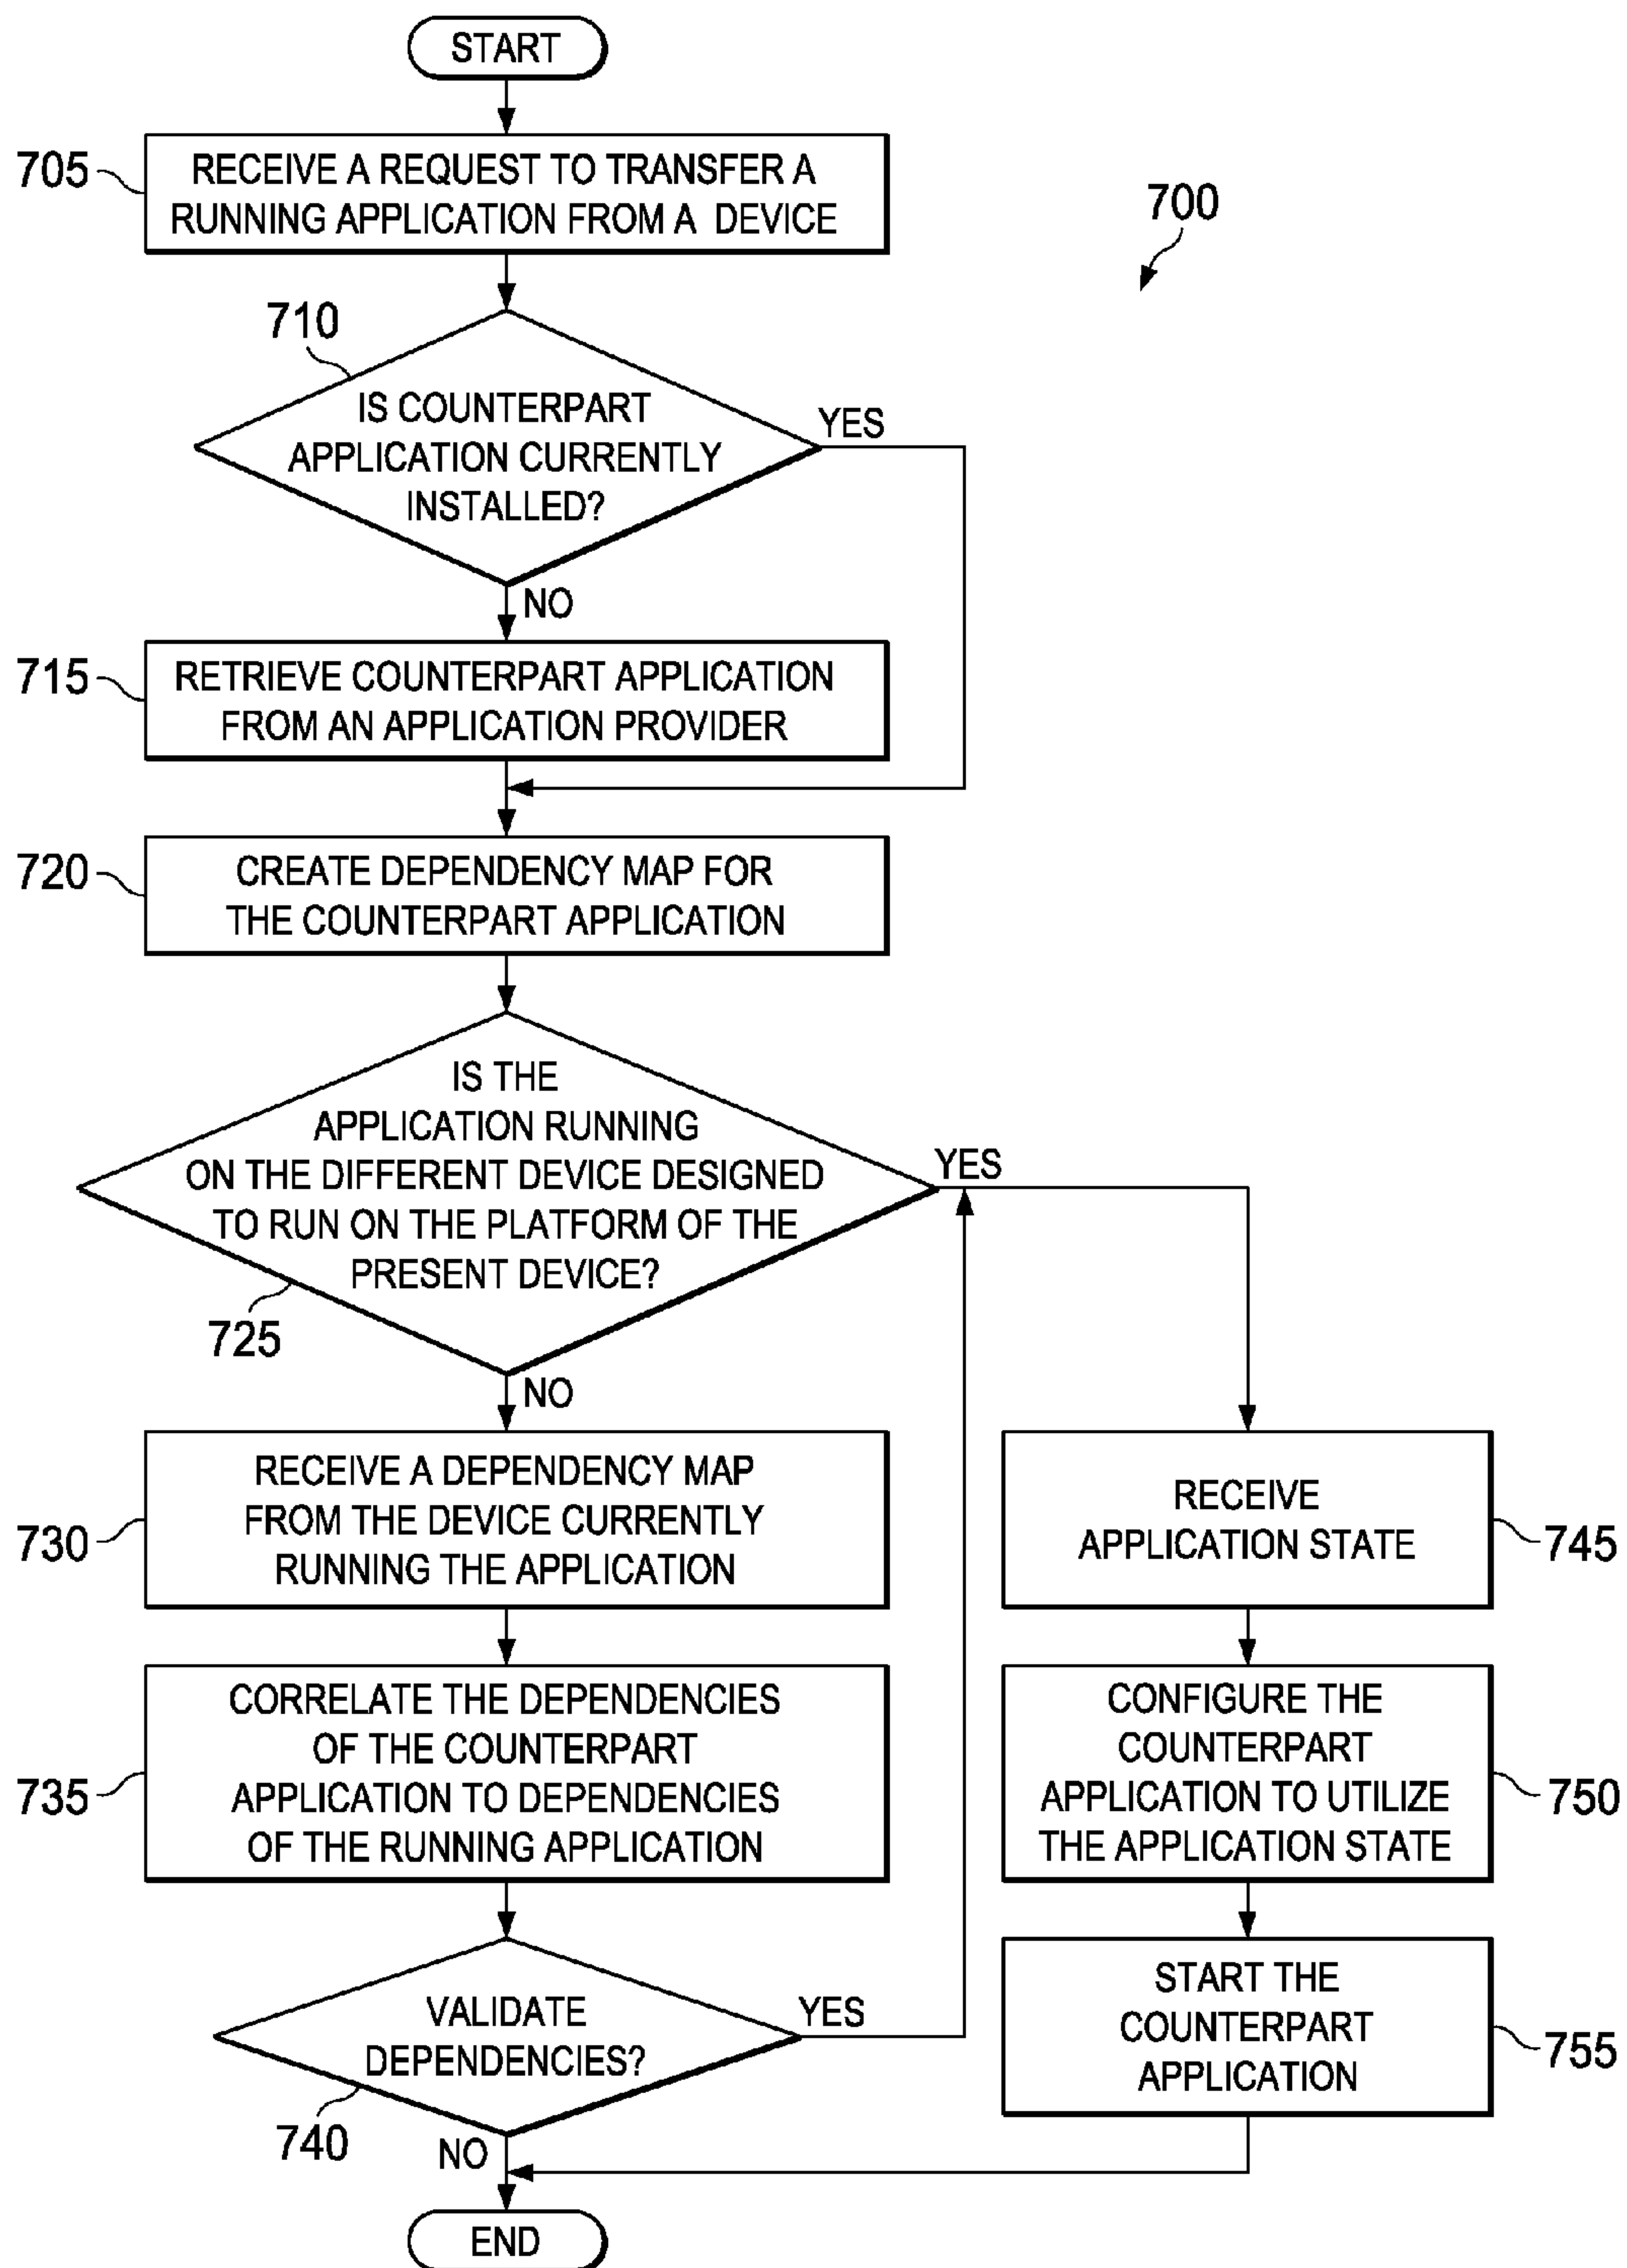 START
705
RECEIVE A REQUEST TO TRANSFER A
RUNNING APPLICATION FROM A DEVICE
700
710
IS COUNTERPART
APPLICATION CURRENTLY
INSTALLED?
YES
NO
715
RETRIEVE COUNTERPART APPLICATION
FROM AN APPLICATION PROVIDER
720
CREATE DEPENDENCY MAP FOR
THE COUNTERPART APPLICATION
IS THE
APPLICATION RUNNING
ON THE DIFFERENT DEVICE DESIGNED
TO RUN ON THE PLATFORM OF THE
PRESENT DEVICE?
YES
725
NO
730
RECEIVE A DEPENDENCY MAP
FROM THE DEVICE CURRENTLY
RUNNING THE APPLICATION
735
CORRELATE THE DEPENDENCIES
OF THE COUNTERPART
APPLICATION TO DEPENDENCIES
OF THE RUNNING APPLICATION
VALIDATE
DEPENDENCIES?
YES
740
NO
RECEIVE
APPLICATION STATE
745
CONFIGURE THE
COUNTERPART
APPLICATION TO UTILIZE
THE APPLICATION STATE
750
START THE
COUNTERPART
APPLICATION
755
END